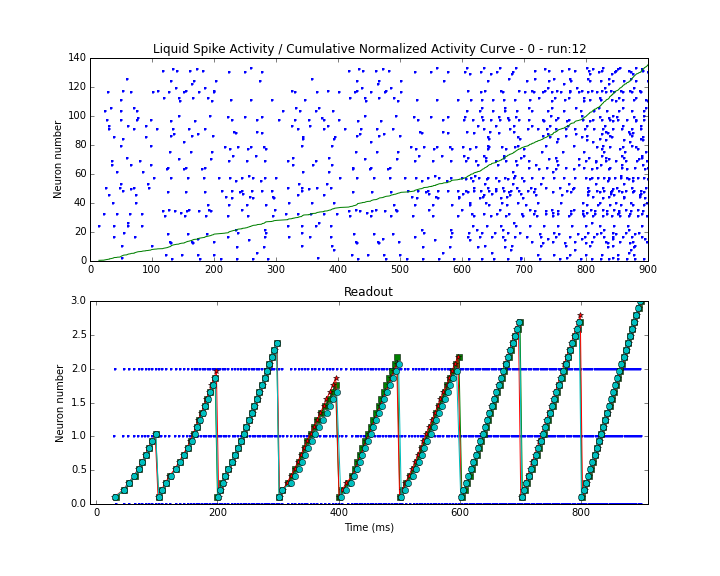 Liquid Spike Activity / Cumulative Normalized Activity Curve - 0 - run:12
140
120
100
80
60
40
20
0
Neuron number
0 100 200 300 400 500 600 700 800 900
Readout
3.0
2.5
2.0
1.5
1.0
0.5
0.0
Neuron number
0 200 400 600 800
Time (ms)